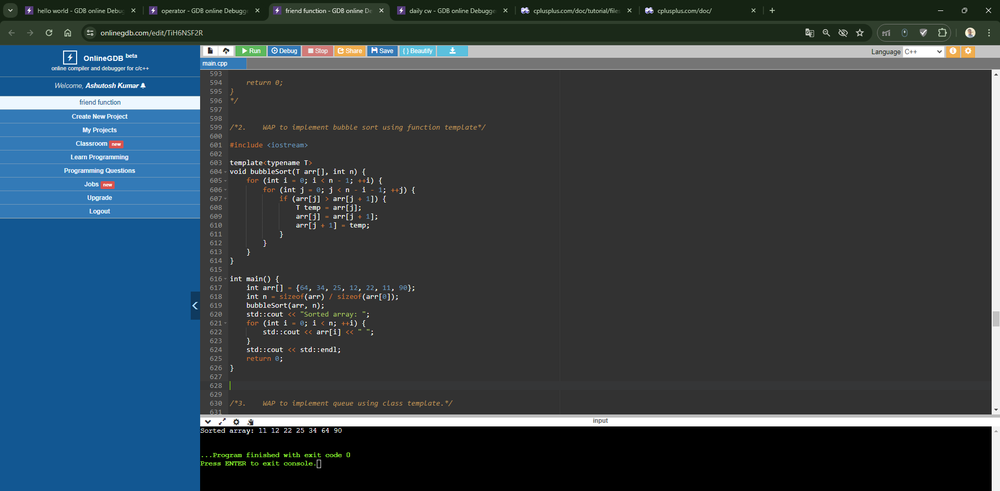 hello world - GDB online Debug
operator - GDB online Debugge
friend function - GDB online De
daily cw - GDB online Debugge
cplusplus.com/doc/tutorial/files
cplusplus.com/doc/
onlinegdb.com/edit/TiH6NSF2R
OnlineGDB beta
online compiler and debugger for c/c++
Welcome, Ashutosh Kumar
friend function
Create New Project
My Projects
Classroom new
Learn Programming
Programming Questions
Jobs new
Upgrade
Logout
Run Debug Stop Share Save { } Beautify
Language C++
main.cpp
593
594 return 0;
595 }
596 */
597
598
599 /*2. WAP to implement bubble sort using function template*/
600
601 #include <iostream>
602
603 template<typename T>
604 void bubbleSort(T arr[], int n) {
605 for (int i = 0; i < n - 1; ++i) {
606 for (int j = 0; j < n - i - 1; ++j) {
607 if (arr[j] > arr[j + 1]) {
608 T temp = arr[j];
609 arr[j] = arr[j + 1];
610 arr[j + 1] = temp;
611 }
612 }
613 }
614 }
615
616 int main() {
617 int arr[] = {64, 34, 25, 12, 22, 11, 90};
618 int n = sizeof(arr) / sizeof(arr[0]);
619 bubbleSort(arr, n);
620 std::cout << "Sorted array: ";
621 for (int i = 0; i < n; ++i) {
622 std::cout << arr[i] << " ";
623 }
624 std::cout << std::endl;
625 return 0;
626 }
627
628
629
630 /*3. WAP to implement queue using class template.*/
631
input
Sorted array: 11 12 22 25 34 64 90
...Program finished with exit code 0
Press ENTER to exit console.